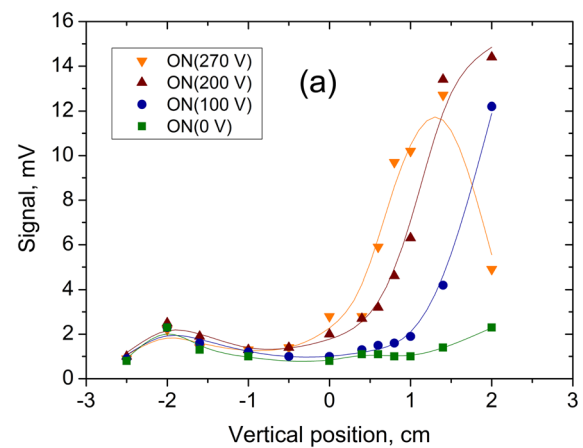 16
14
12
10
8
6
4
2
0
Signal, mV
ON(270 V)
ON(200 V)
ON(100 V)
ON(0 V)
(a)
-3 -2 -1 0 1 2 3
Vertical position, cm